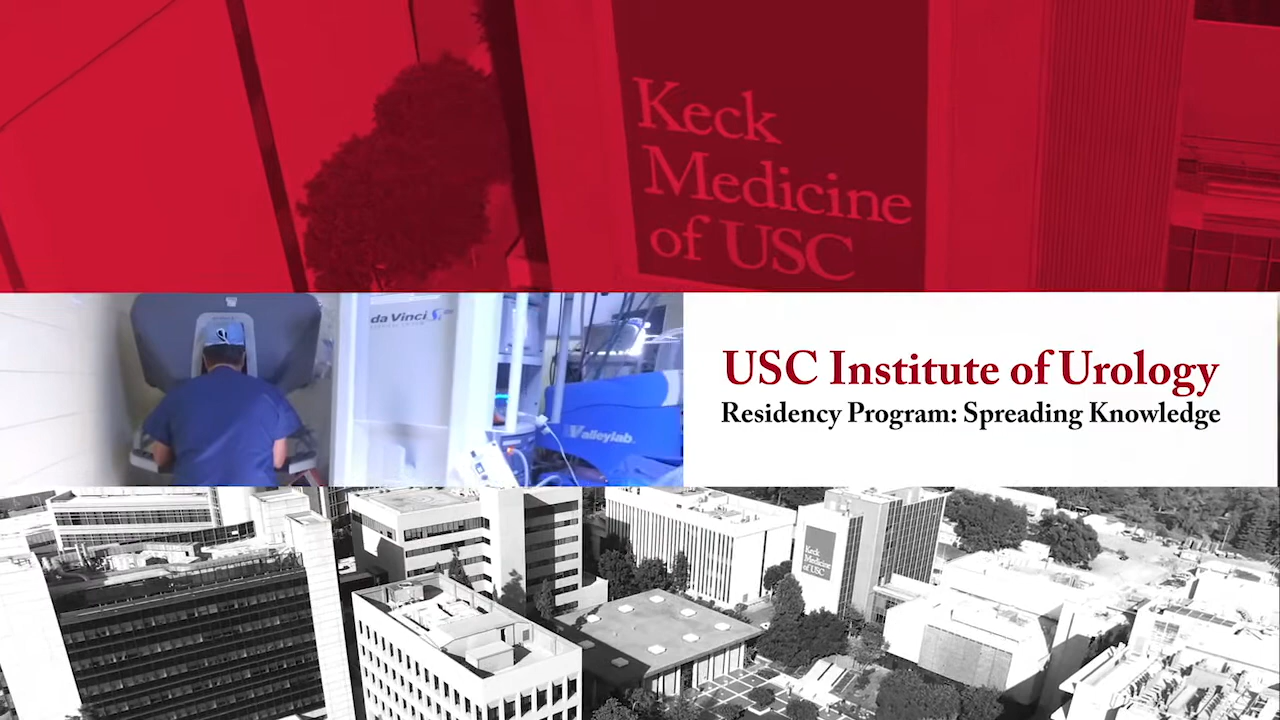 Keck
Medicine
of USC
da Vinci Si
USC Institute of Urology
Residency Program: Spreading Knowledge
Valleylab
Keck
Medicine
of USC